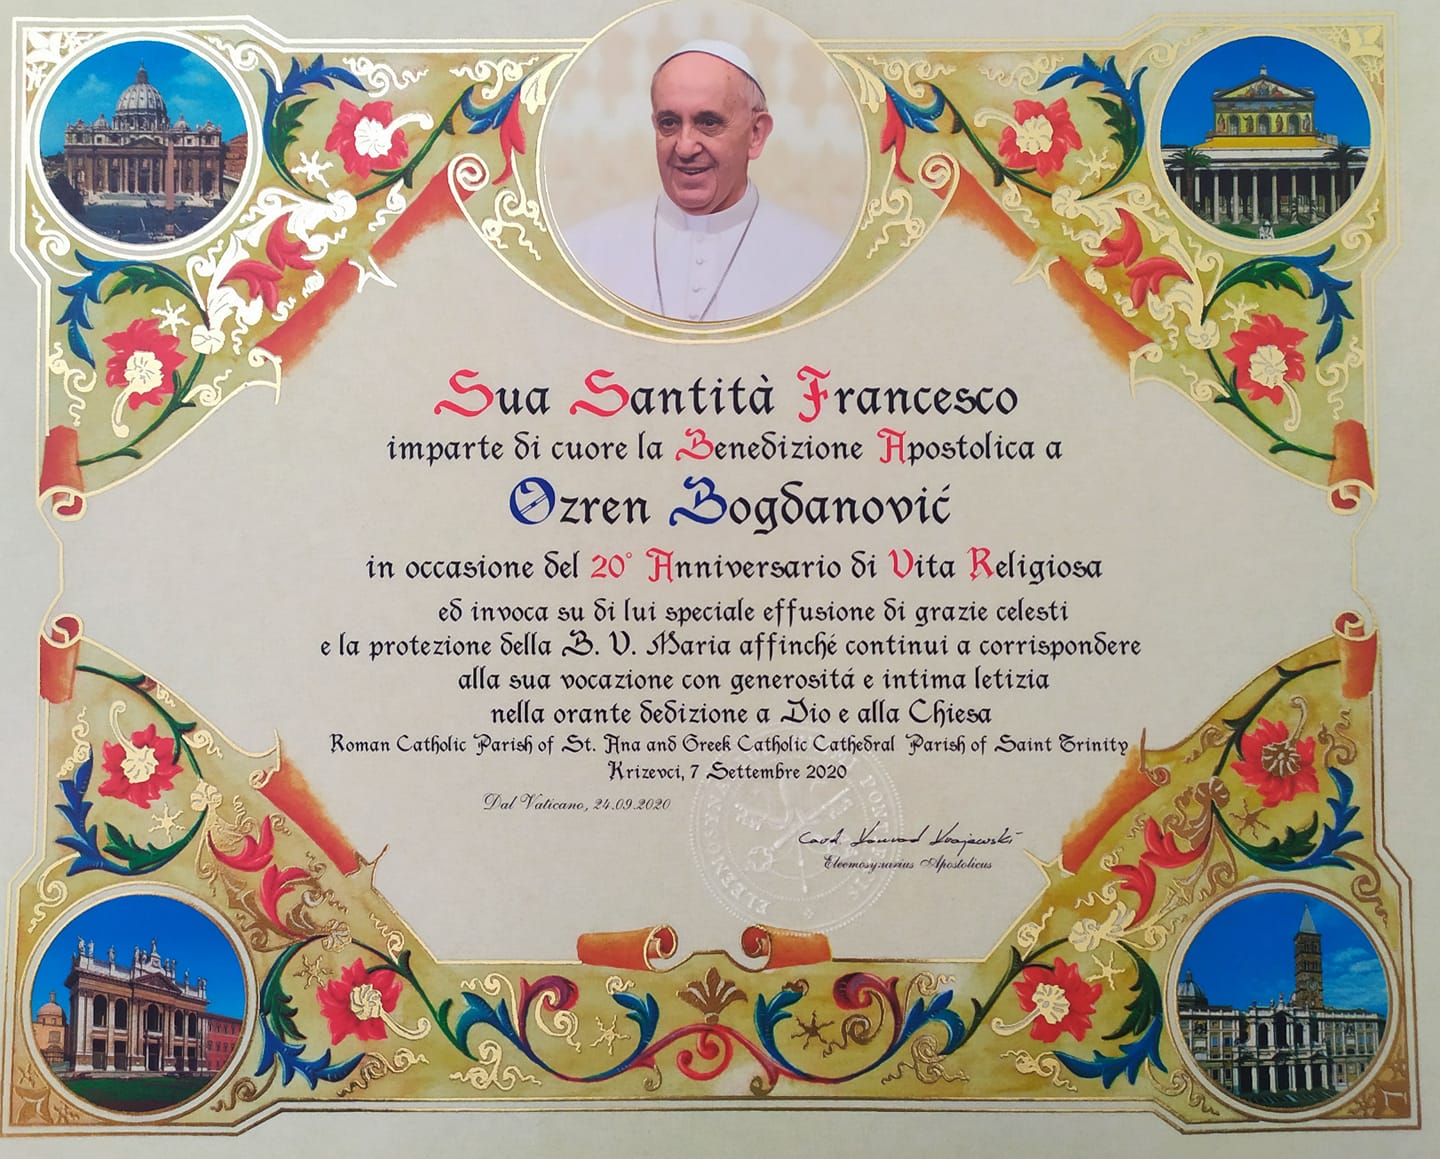 Sua Santità Francesco
imparte di cuore la Benedizione Apostolica a
Ozren Bogdanović
in occasione del 20° Anniversario di Vita Religiosa
ed invoca su di lui speciale effusione di grazie celesti
e la protezione della B. V. Maria affinché continui a corrispondere
alla sua vocazione con generositá e intima letizia
nella orante dedizione a Dio e alla Chiesa
Roman Catholic Parish of St. Ana and Greek Catholic Cathedral Parish of Saint Trinity
Krizevci, 7 Settembre 2020
Dal Vaticano, 24.09.2020
Card. Konrad Krajewski
Eleemosynarius Apostolicus